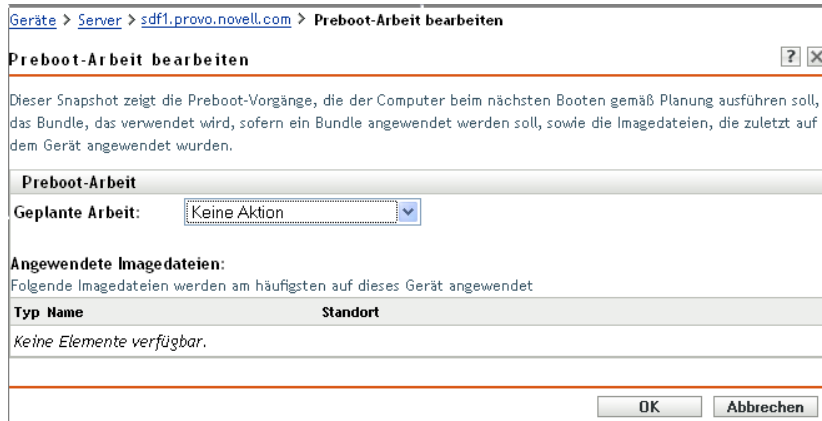 Geräte > Server > sdf1.provo.novell.com > Preboot-Arbeit bearbeiten
Preboot-Arbeit bearbeiten
Dieser Snapshot zeigt die Preboot-Vorgänge, die der Computer beim nächsten Booten gemäß Planung ausführen soll,
das Bundle, das verwendet wird, sofern ein Bundle angewendet werden soll, sowie die Imagedateien, die zuletzt auf
dem Gerät angewendet wurden.
Preboot-Arbeit
Geplante Arbeit: Keine Aktion
Angewendete Imagedateien:
Folgende Imagedateien werden am häufigsten auf dieses Gerät angewendet
Typ Name Standort
Keine Elemente verfügbar.
OK Abbrechen